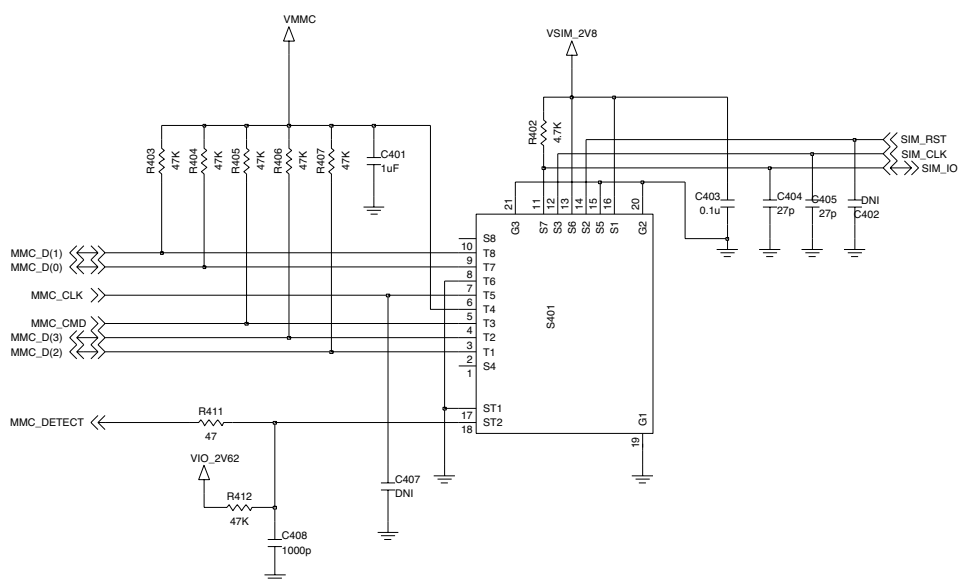 VMMC
VSIM_2V8
R403
47K
R404
47K
R405
47K
R406
47K
R407
47K
C401
1uF
R402
4.7K
SIM_RST
SIM_CLK
SIM_IO
C403
0.1u
C404
27p
C405
27p
DNI
C402
21
11
12
13
14
15
16
20
G3
S7
S3
S6
S2
S5
S1
G2
MMC_D(1)
MMC_D(0)
MMC_CLK
MMC_CMD
MMC_D(3)
MMC_D(2)
S8
10
T8
9
T7
8
T6
7
T5
6
T4
5
T3
4
T2
3
T1
2
S4
1
S401
ST1
17
ST2
18
G1
19
MMC_DETECT
R411
47
VIO_2V62
R412
47K
C407
DNI
C408
1000p